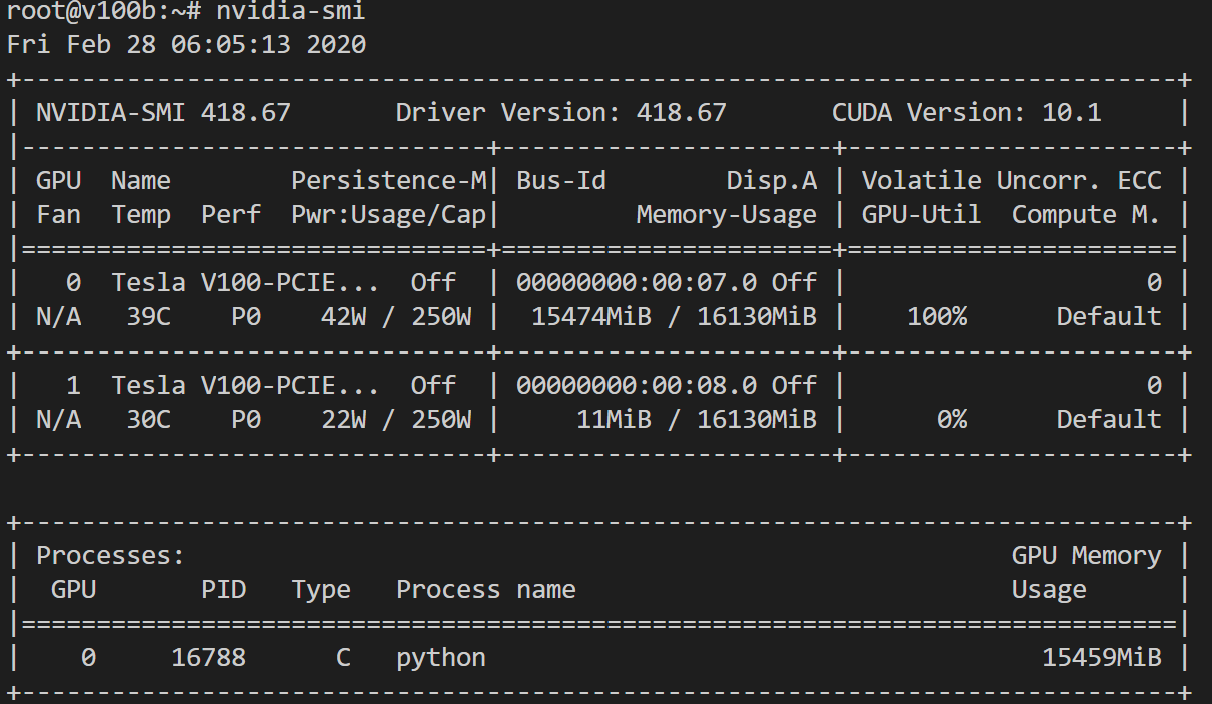 root@v100b:~# nvidia-smi
Fri Feb 28 06:05:13 2020
+-----------------------------------------------------------------------------+
| NVIDIA-SMI 418.67       Driver Version: 418.67       CUDA Version: 10.1     |
|-------------------------------+----------------------+----------------------+
| GPU  Name        Persistence-M| Bus-Id        Disp.A | Volatile Uncorr. ECC |
| Fan  Temp  Perf  Pwr:Usage/Cap|         Memory-Usage | GPU-Util  Compute M. |
|===============================+======================+======================|
|   0  Tesla V100-PCIE...  Off  | 00000000:00:07.0 Off |                    0 |
| N/A   39C    P0    42W / 250W |  15474MiB / 16130MiB |    100%      Default |
+-------------------------------+----------------------+----------------------+
|   1  Tesla V100-PCIE...  Off  | 00000000:00:08.0 Off |                    0 |
| N/A   30C    P0    22W / 250W |     11MiB / 16130MiB |      0%      Default |
+-------------------------------+----------------------+----------------------+

+-----------------------------------------------------------------------------+
| Processes:                                                       GPU Memory |
|  GPU       PID   Type   Process name                             Usage      |
|=============================================================================|
|    0     16788      C   python                                     15459MiB |
+-----------------------------------------------------------------------------+